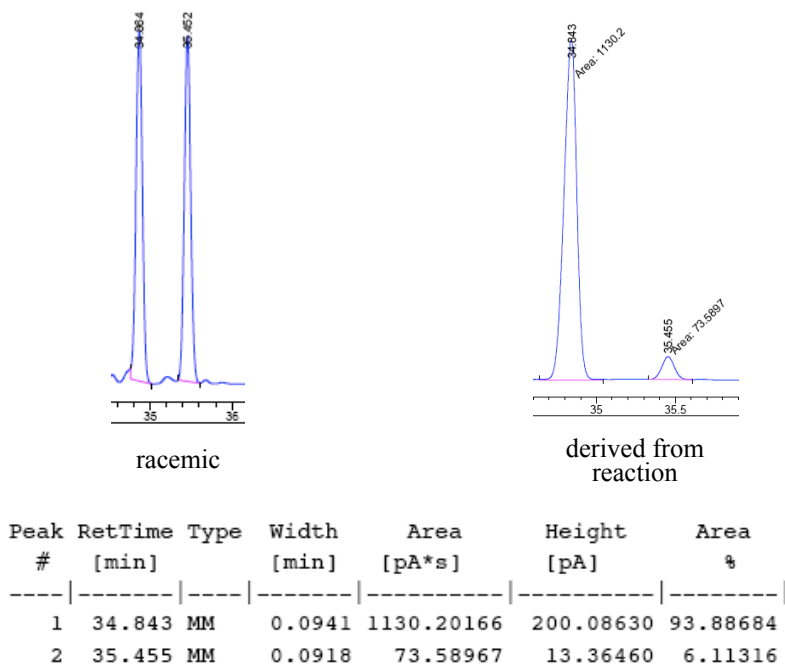 35.452
35 36
racemic
34.843
Area: 1130.2
35.455
Area: 73.5897
35 35.5
derived from
reaction
Peak RetTime Type Width Area Height Area
# [min] [min] [pA*s] [pA] %
----|-------|----|-------|----------|----------|--------|
1 34.843 MM 0.0941 1130.20166 200.08630 93.88684
2 35.455 MM 0.0918 73.58967 13.36460 6.11316